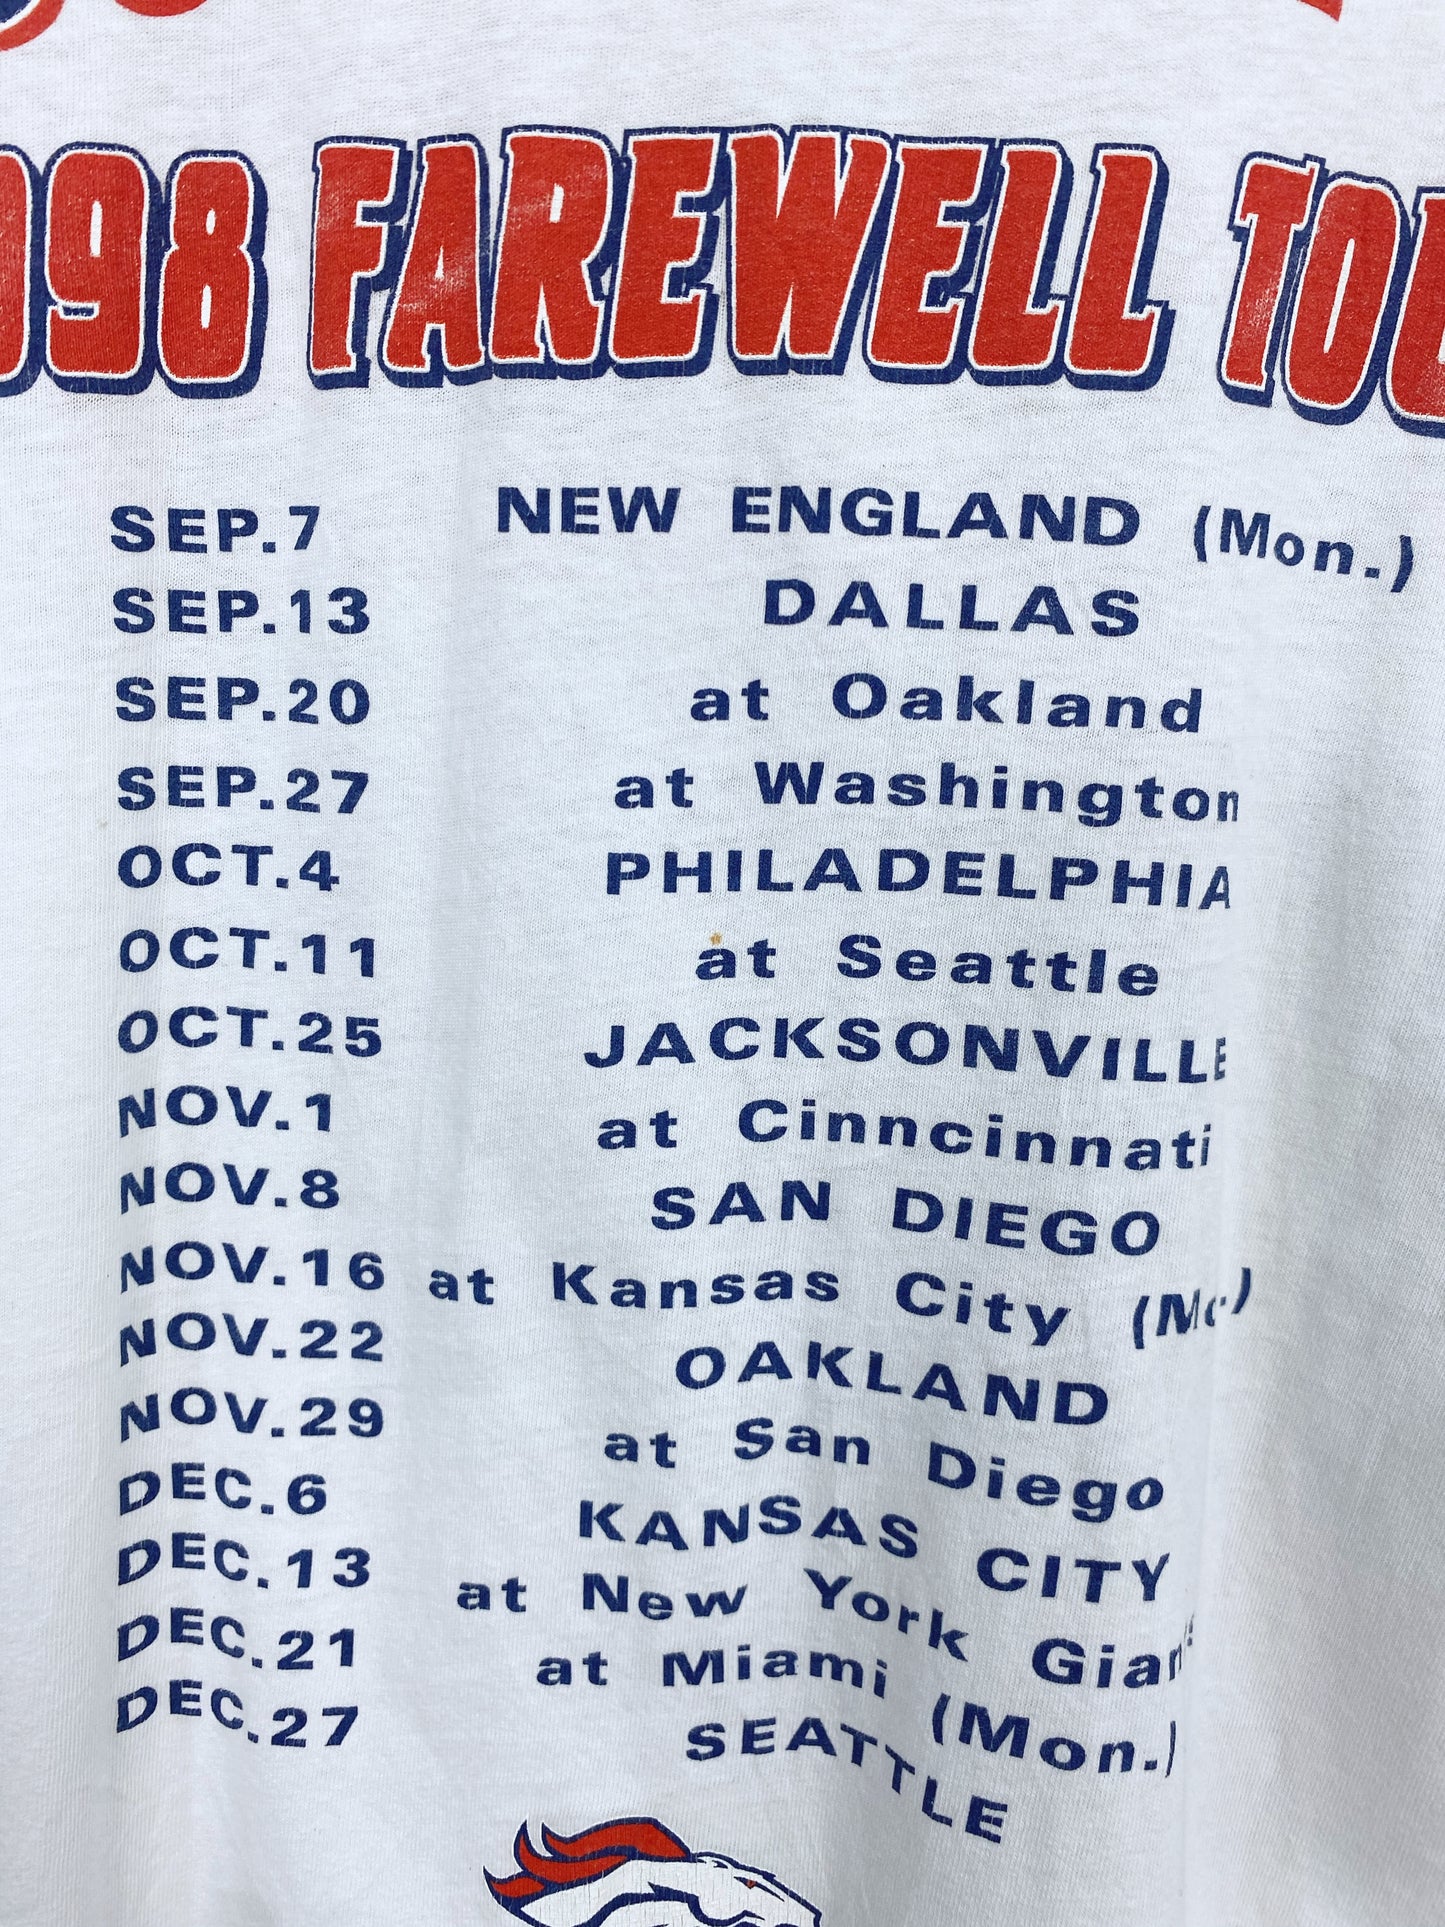 1998 FAREWELL TOU
SEP.7 NEW ENGLAND (Mon.)
SEP.13 DALLAS
SEP.20 at Oakland
SEP.27 at Washington
OCT.4 PHILADELPHIA
OCT.11 at Seattle
OCT.25 JACKSONVILLE
NOV.1 at Cinncinnati
NOV.8 SAN DIEGO
NOV.16 at Kansas City
NOV.22 OAKLAND
NOV.29 at San Diego
DEC.6 KANSAS CITY
DEC.13 at New York Giants
DEC.21 at Miami (Mon.)
DEC.27 SEATTLE